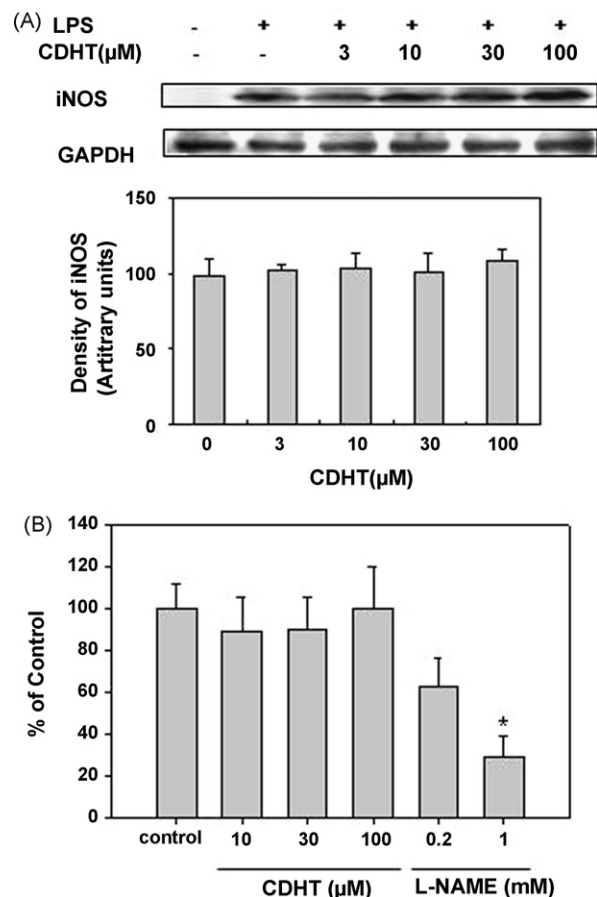 (A) LPS - + + + + +
CDHT(µM) - - 3 10 30 100
iNOS
GAPDH
Density of iNOS
(Artitrary units)
150
100
50
0
0 3 10 30 100
CDHT(µM)
(B)
% of Control
140
120
100
80
60
40
20
0
*
control 10 30 100 0.2 1
CDHT (µM) L-NAME (mM)